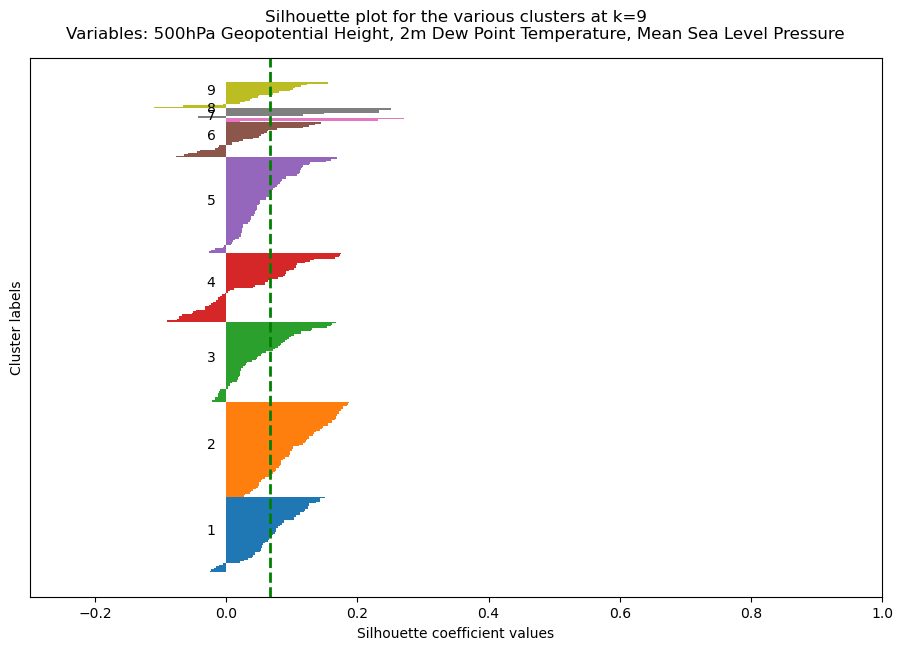 Silhouette plot for the various clusters at k=9
Variables: 500hPa Geopotential Height, 2m Dew Point Temperature, Mean Sea Level Pressure
Cluster labels
9
8
7
6
5
4
3
2
1
−0.2 0.0 0.2 0.4 0.6 0.8 1.0
Silhouette coefficient values